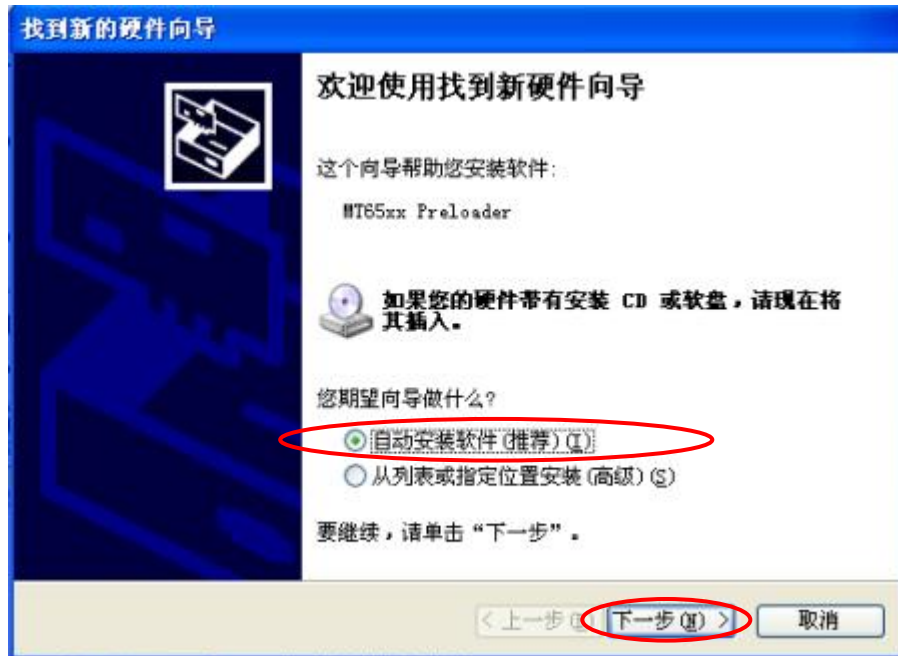 找到新的硬件向导
欢迎使用找到新硬件向导
这个向导帮助您安装软件:
MT65xx Preloader
如果您的硬件带有安装 CD 或软盘，请现在将
其插入。
您期望向导做什么?
自动安装软件(推荐)(I)
从列表或指定位置安装(高级)(S)
要继续，请单击“下一步”。
<上一步 下一步(N) > 取消